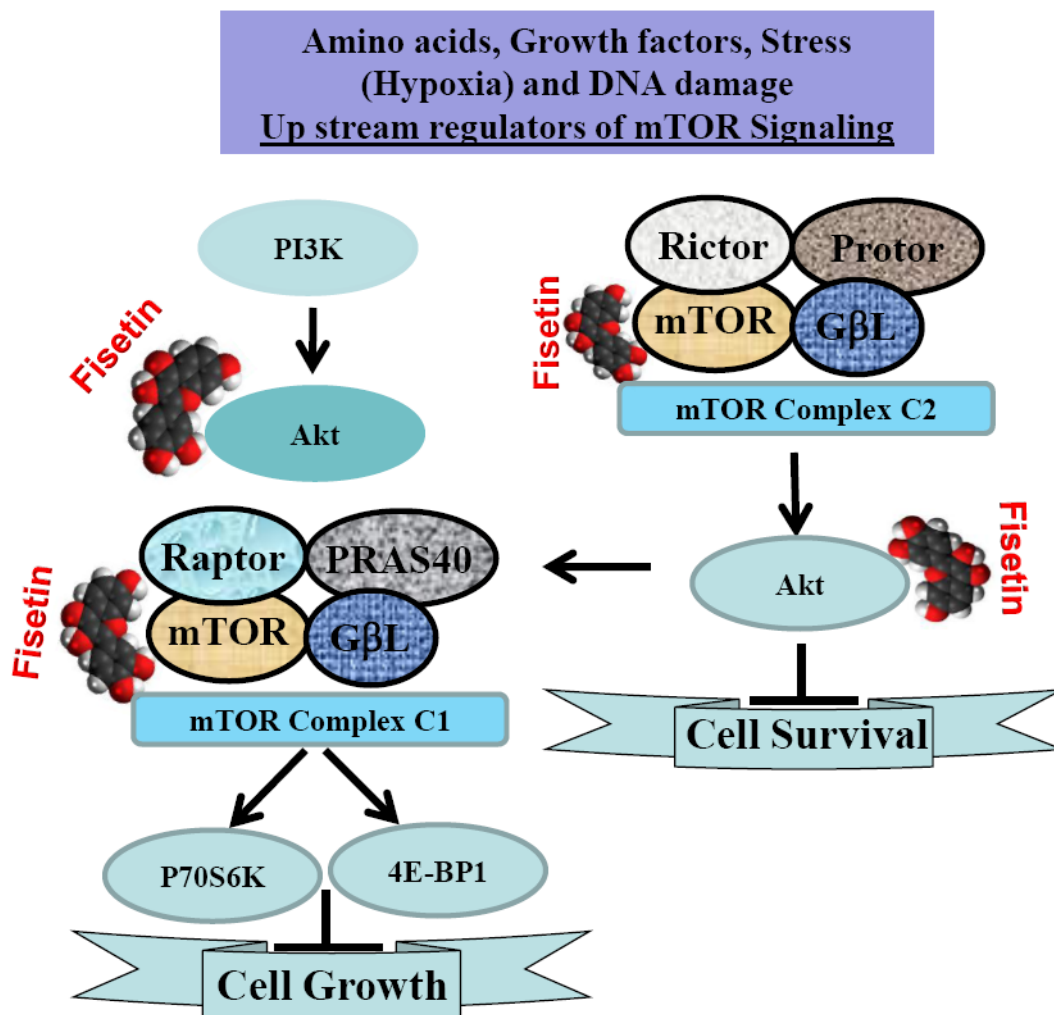 Amino acids, Growth factors, Stress
(Hypoxia) and DNA damage
Up stream regulators of mTOR Signaling
PI3K
Fisetin
Akt
Rictor
Protor
mTOR
GβL
Fisetin
mTOR Complex C2
Akt
Fisetin
Raptor
PRAS40
mTOR
GβL
Fisetin
mTOR Complex C1
Cell Survival
P70S6K
4E-BP1
Cell Growth